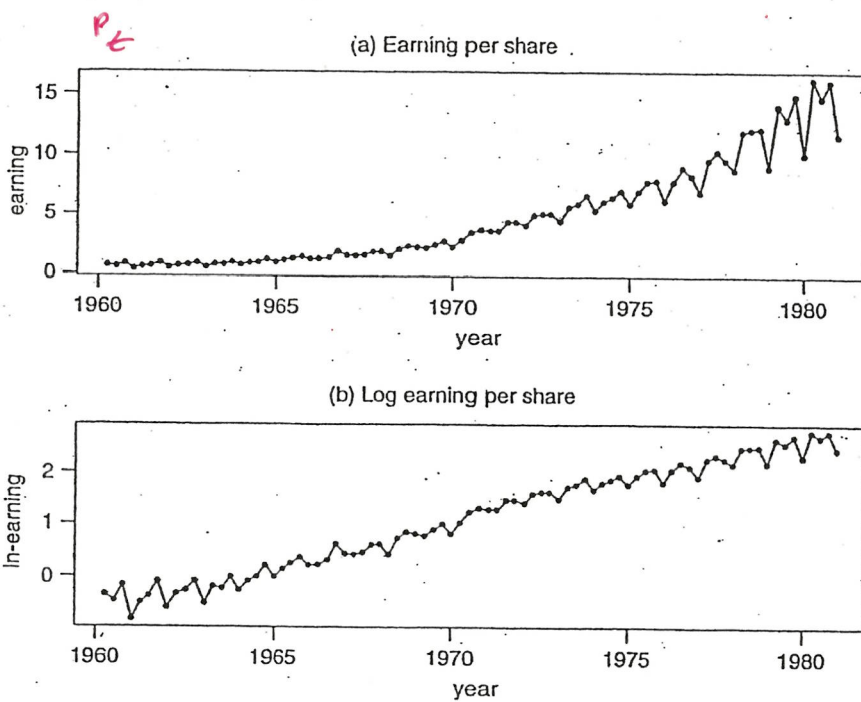 P_t
(a) Earning per share
earning
15
10
5
0
1960 1965 1970 1975 1980
year
(b) Log earning per share
ln-earning
2
1
0
1960 1965 1970 1975 1980
year